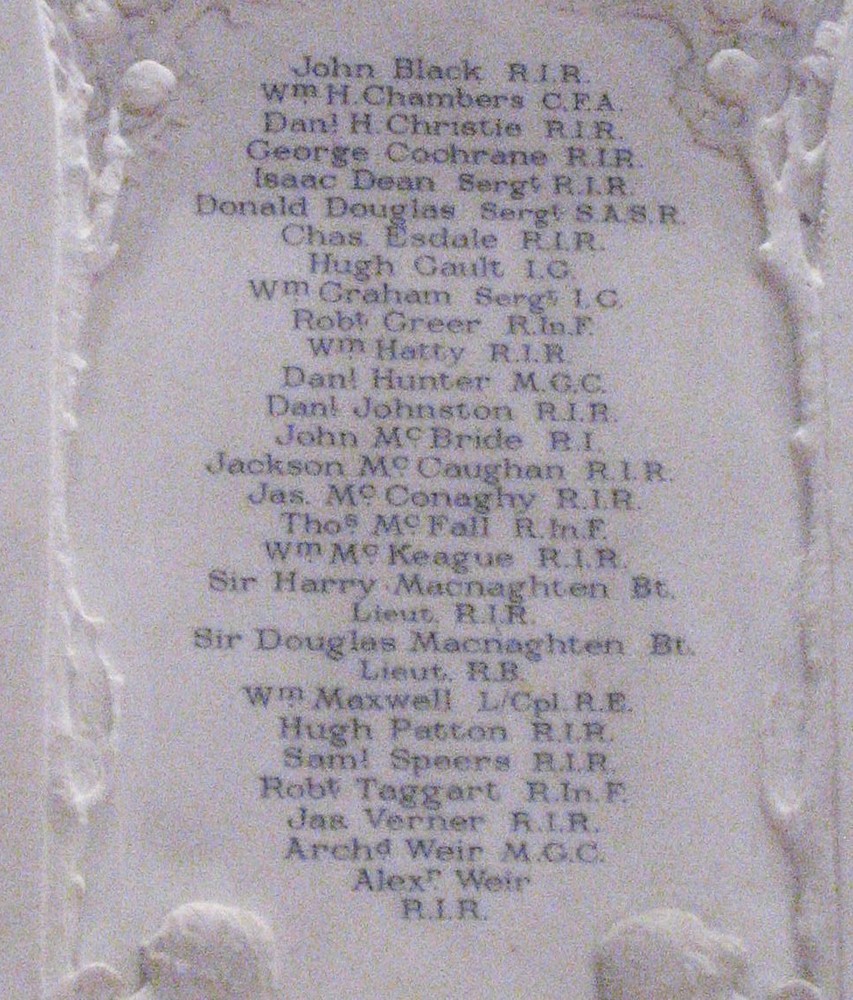 John Black R.I.R.
Wm H. Chambers C.F.A.
Danl H. Christie R.I.R.
George Cochrane R.I.R.
Isaac Dean Sergt R.I.R.
Donald Douglas Sergt S.A.S.R.
Chas. Esdale R.I.R.
Hugh Gault I.G.
Wm Graham Sergt I.G.
Robt Greer R.In.F.
Wm Hatty R.I.R.
Danl Hunter M.G.C.
Danl Johnston R.I.R.
John McBride R.I.
Jackson McCaughan R.I.R.
Jas. McConaghy R.I.R.
Thos McFall R.In.F.
Wm McKeague R.I.R.
Sir Harry Macnaghten Bt.
Lieut. R.I.R.
Sir Douglas Macnaghten Bt.
Lieut. R.B.
Wm Maxwell L/Cpl. R.E.
Hugh Patton R.I.R.
Saml Speers R.I.R.
Robt Taggart R.In.F.
Jas. Verner R.I.R.
Archd Weir M.G.C.
Alexr Weir
R.I.R.